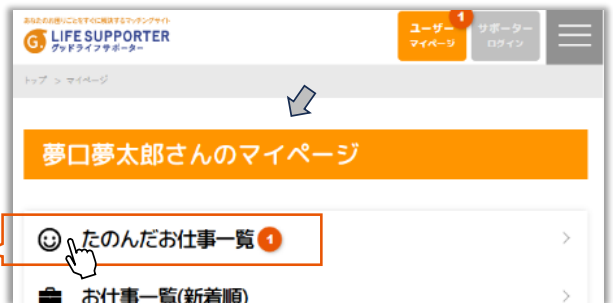 あなたのお困りごとをすぐに解決するマッチングサイト
G. LIFE SUPPORTER
グッドライフサポーター
ユーザー
マイページ
1
サポーター
ログイン
トップ > マイページ
夢口夢太郎さんのマイページ
たのんだお仕事一覧 1
お仕事一覧(新着順)